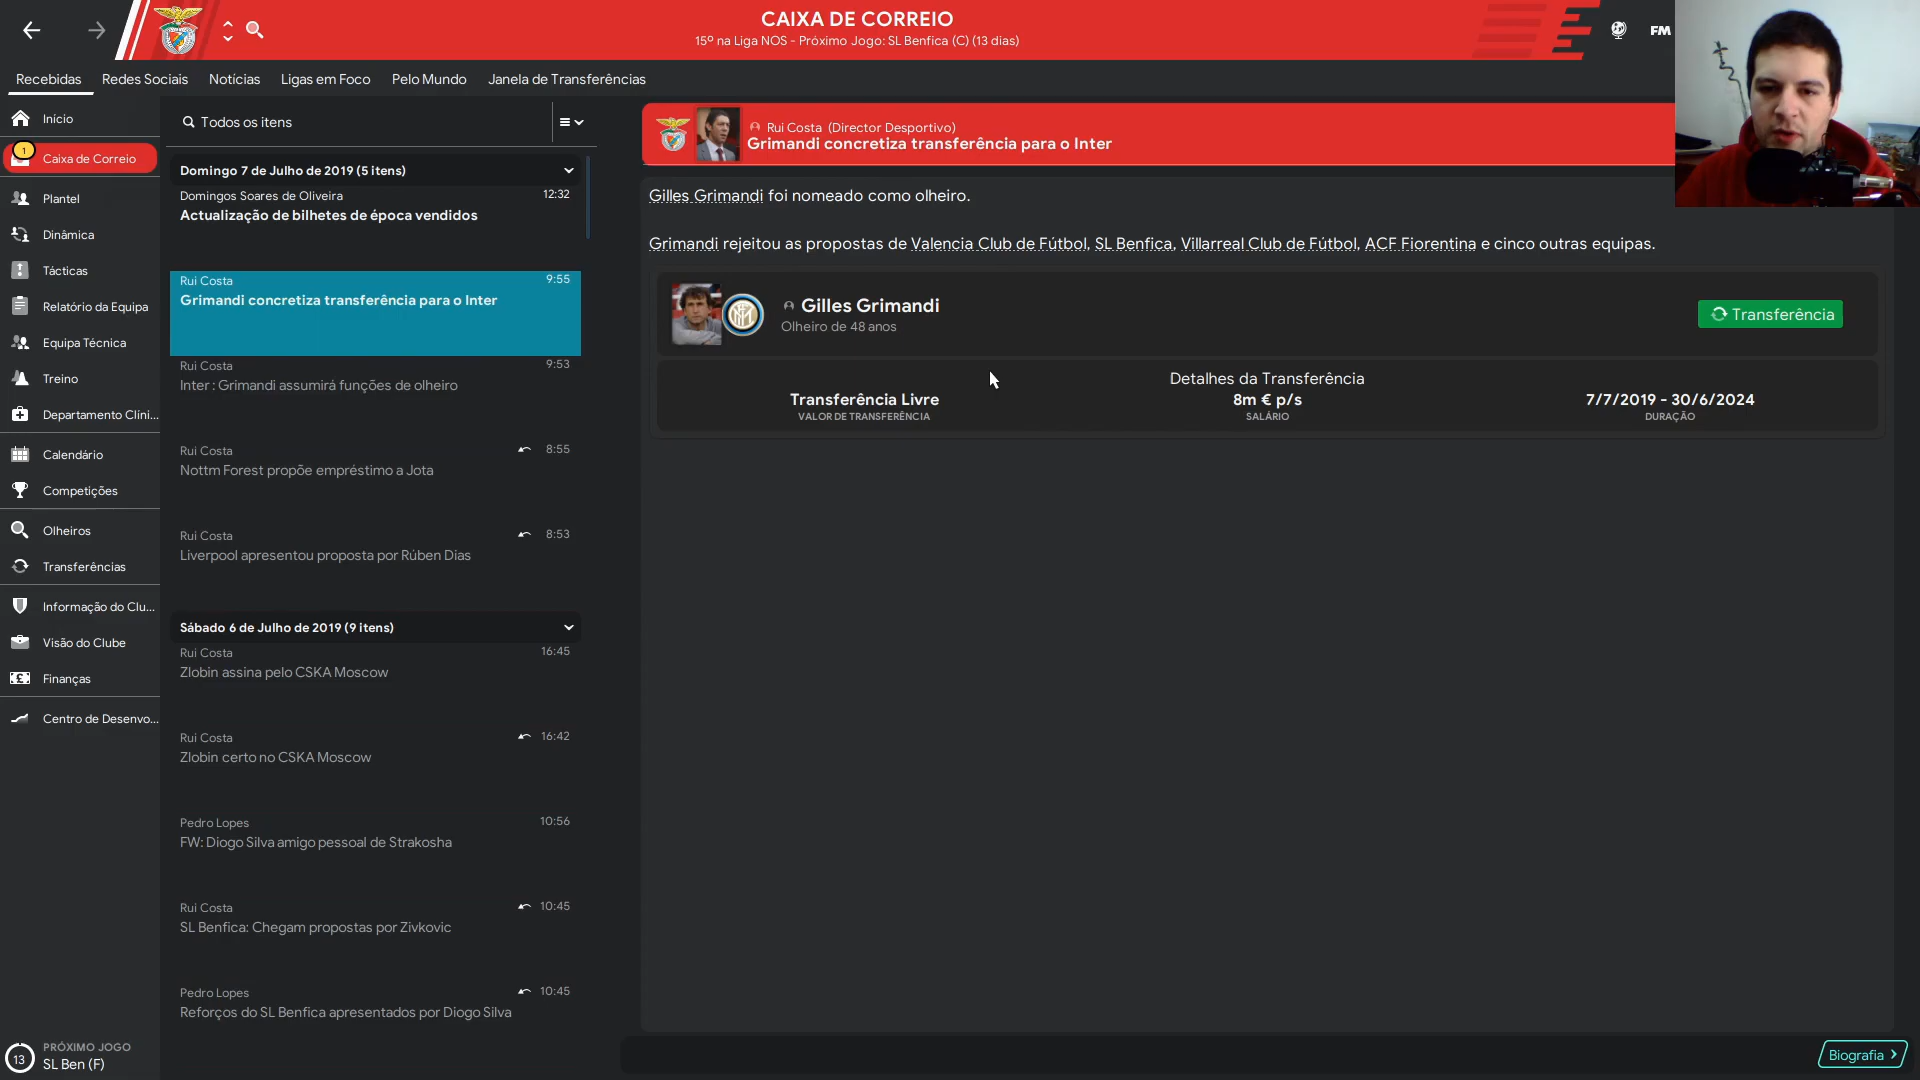 CAIXA DE CORREIO
15º na Liga NOS - Próximo Jogo: SL Benfica (C) (13 dias)
FM
Recebidas
Redes Sociais
Notícias
Ligas em Foco
Pelo Mundo
Janela de Transferências
Início
1
Caixa de Correio
Plantel
Dinâmica
Tácticas
Relatório da Equipa
Equipa Técnica
Treino
Departamento Clíni...
Calendário
Competições
Olheiros
Transferências
Informação do Clu...
Visão do Clube
Finanças
Centro de Desenvo...
13
PRÓXIMO JOGO
SL Ben (F)
Todos os itens
Domingo 7 de Julho de 2019 (5 itens)
Domingos Soares de Oliveira
12:32
Actualização de bilhetes de época vendidos
Rui Costa
9:55
Grimandi concretiza transferência para o Inter
Rui Costa
9:53
Inter : Grimandi assumirá funções de olheiro
Rui Costa
8:55
Nottm Forest propõe empréstimo a Jota
Rui Costa
8:53
Liverpool apresentou proposta por Rúben Dias
Sábado 6 de Julho de 2019 (9 itens)
Rui Costa
16:45
Zlobin assina pelo CSKA Moscow
Rui Costa
16:42
Zlobin certo no CSKA Moscow
Pedro Lopes
10:56
FW: Diogo Silva amigo pessoal de Strakosha
Rui Costa
10:45
SL Benfica: Chegam propostas por Zivkovic
Pedro Lopes
10:45
Reforços do SL Benfica apresentados por Diogo Silva
Rui Costa (Director Desportivo)
Grimandi concretiza transferência para o Inter
Gilles Grimandi foi nomeado como olheiro.
Grimandi rejeitou as propostas de Valencia Club de Fútbol, SL Benfica, Villarreal Club de Fútbol, ACF Fiorentina e cinco outras equipas.
Gilles Grimandi
Olheiro de 48 anos
Transferência
Detalhes da Transferência
Transferência Livre
8m € p/s
7/7/2019 - 30/6/2024
VALOR DE TRANSFERÊNCIA
SALÁRIO
DURAÇÃO
Biografia